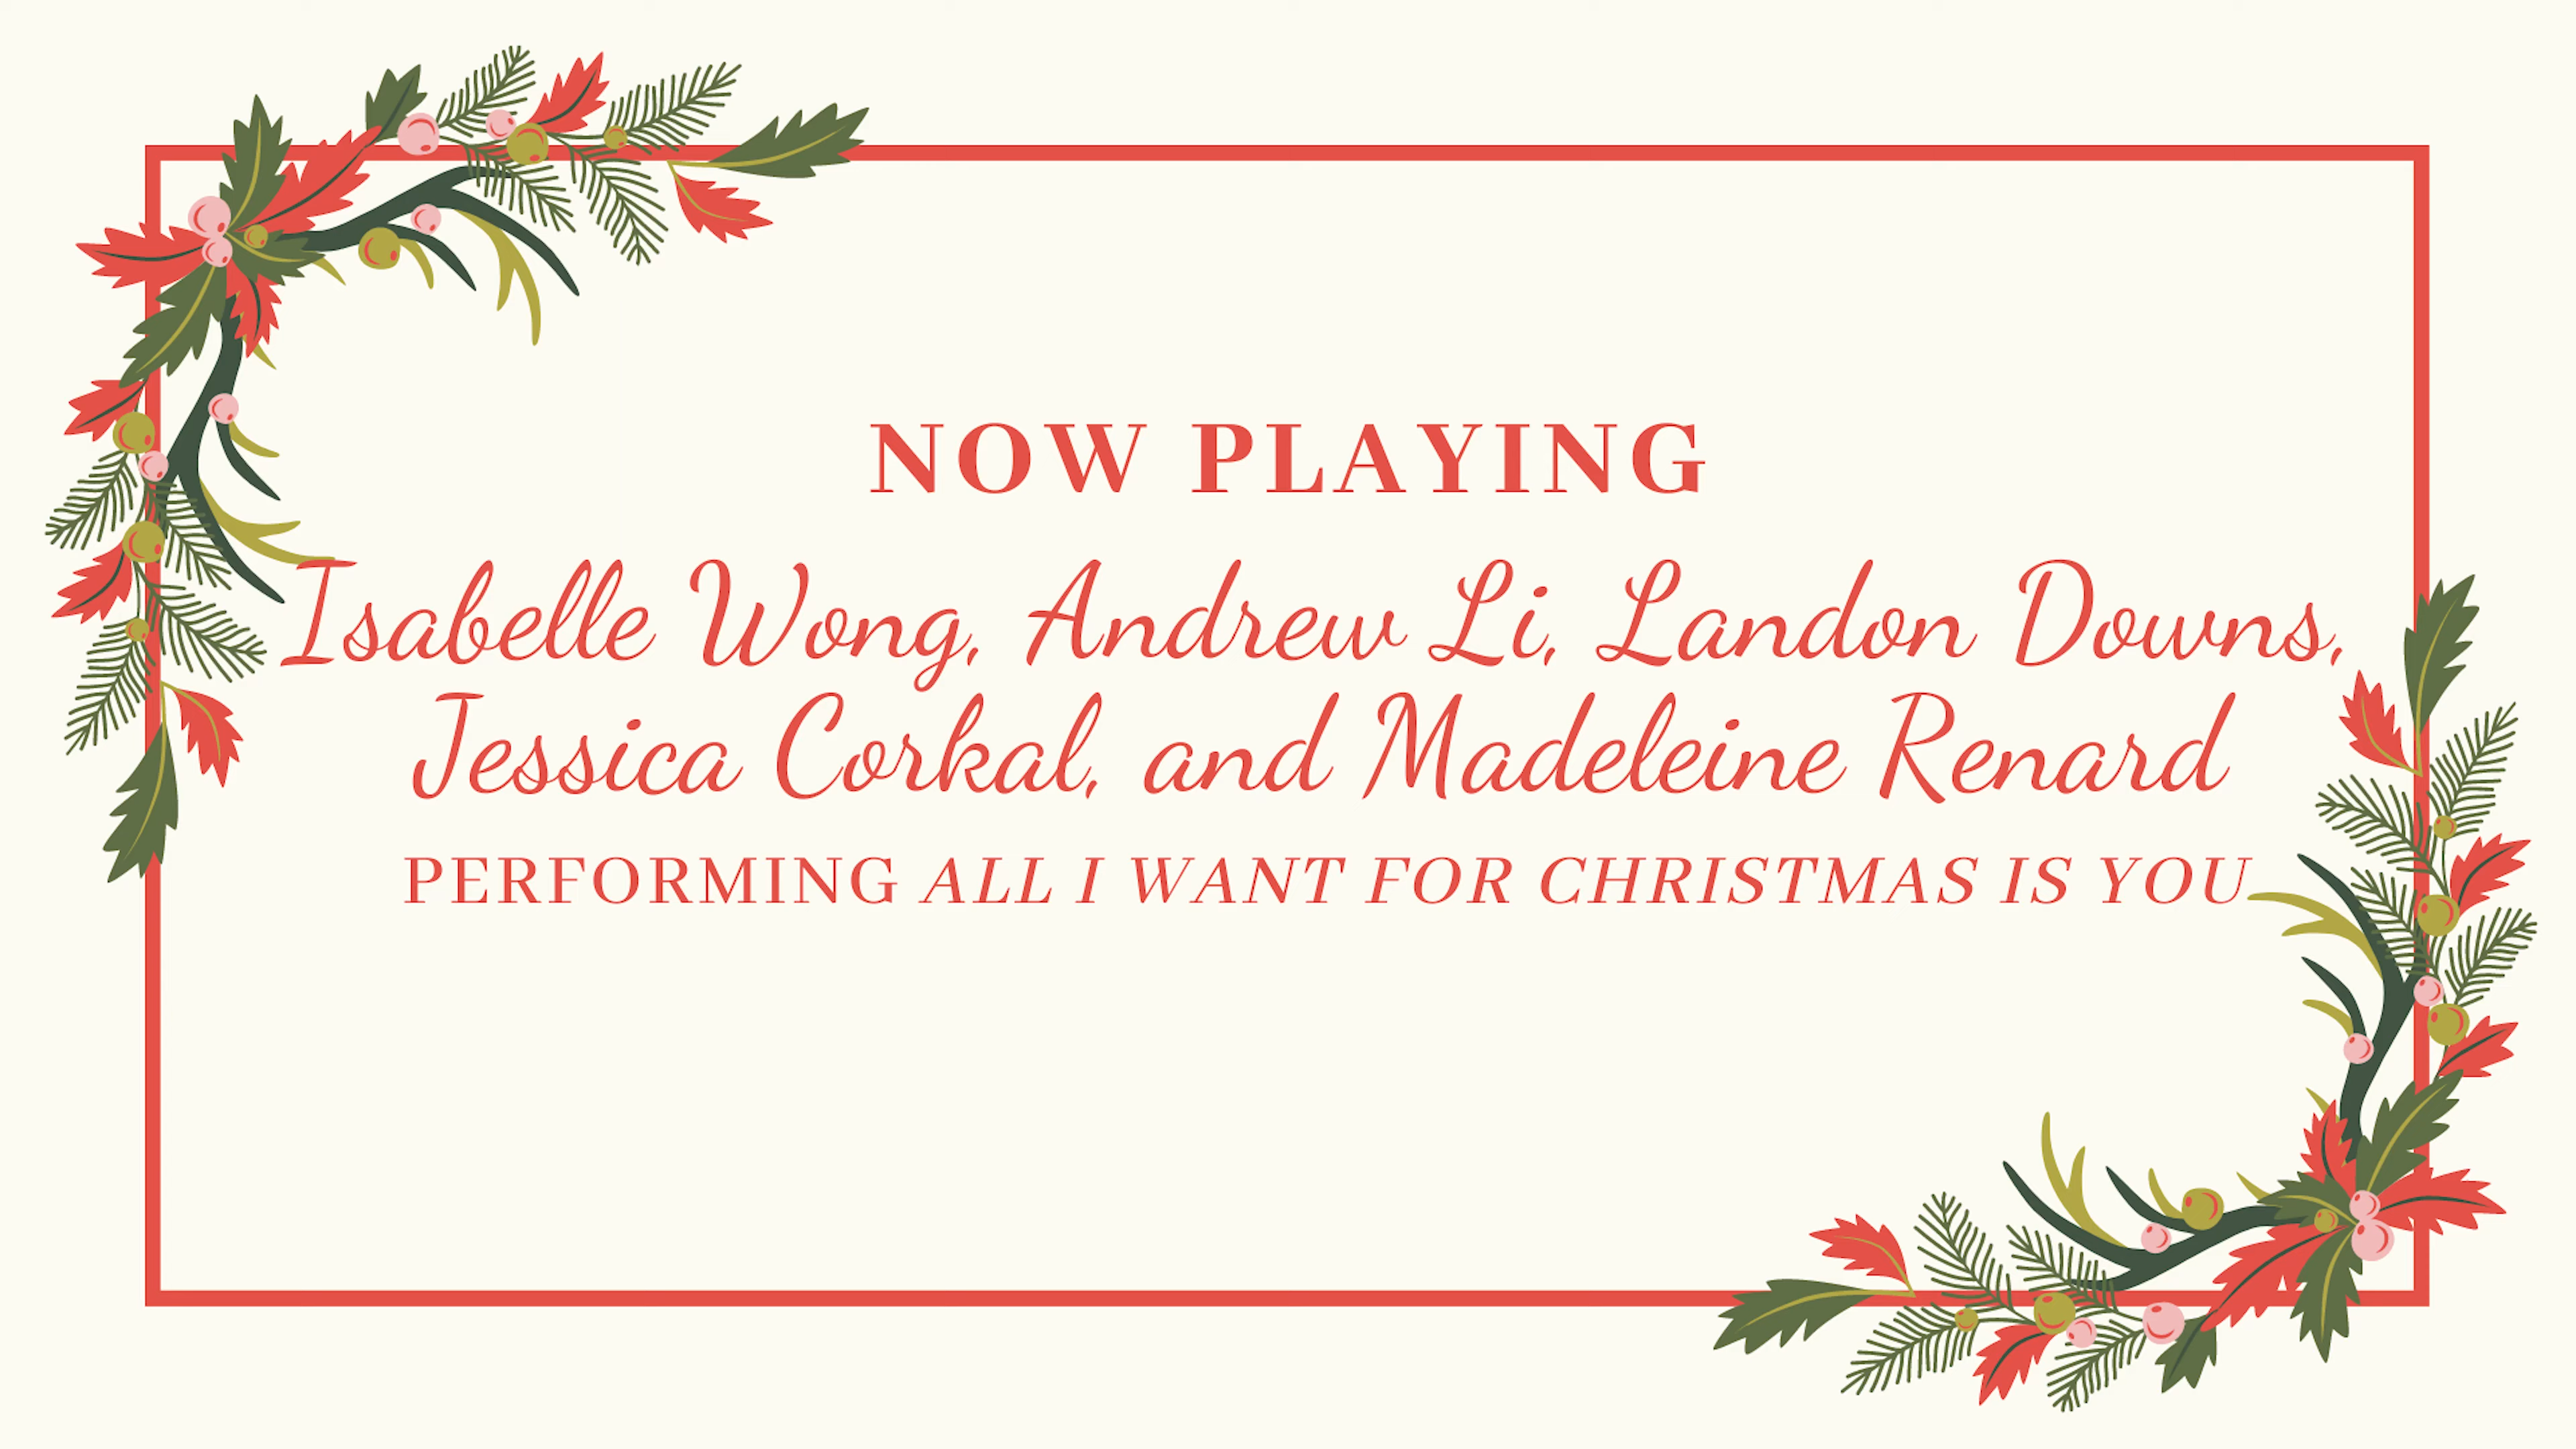 NOW PLAYING
Isabelle Wong, Andrew Li, Landon Downs,
Jessica Corkal, and Madeleine Renard
PERFORMING ALL I WANT FOR CHRISTMAS IS YOU